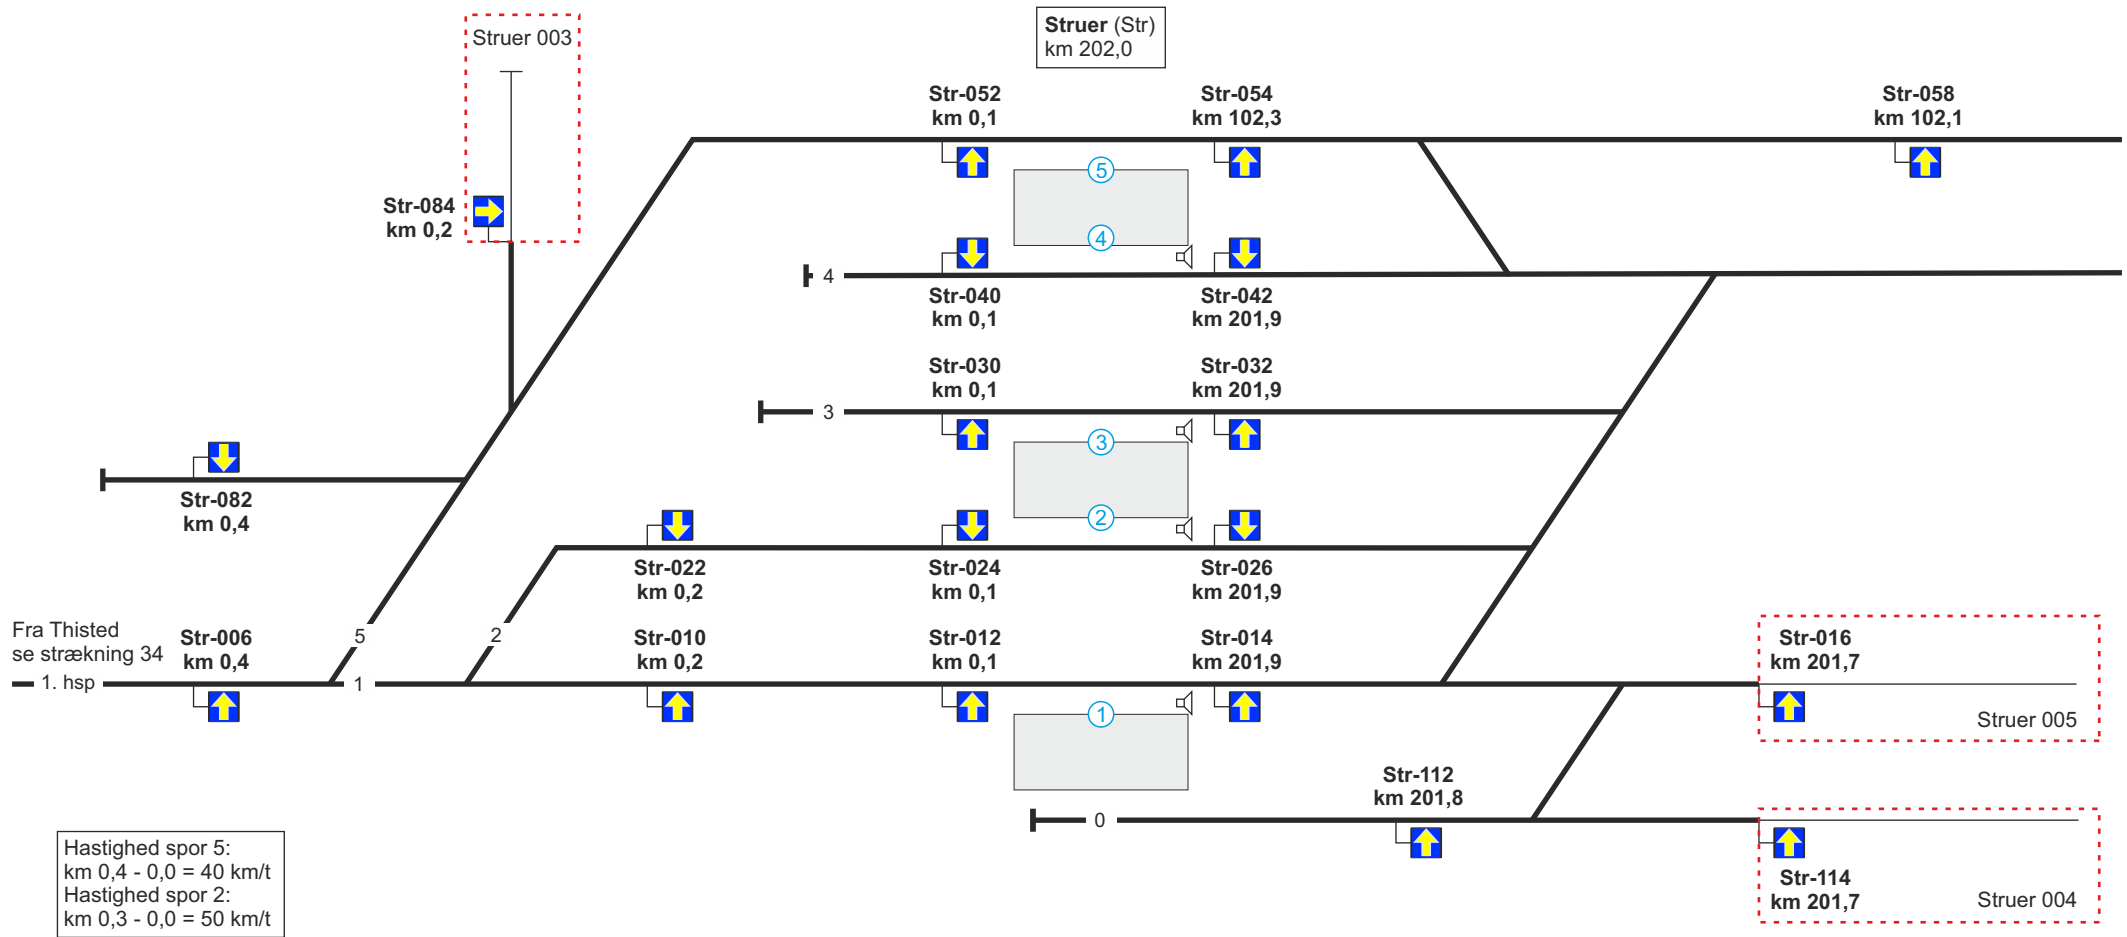 Struer 003
Struer (Str)
km 202,0
Str-052
km 0,1
Str-054
km 102,3
Str-058
km 102,1
5
Str-084
km 0,2
4
4
Str-040
km 0,1
Str-042
km 201,9
Str-030
km 0,1
Str-032
km 201,9
3
3
Str-082
km 0,4
2
Str-022
km 0,2
Str-024
km 0,1
Str-026
km 201,9
Fra Thisted
se strækning 34
1. hsp
Str-006
km 0,4
5
2
1
Str-010
km 0,2
Str-012
km 0,1
Str-014
km 201,9
Str-016
km 201,7
Struer 005
1
Str-112
km 201,8
0
Str-114
km 201,7
Struer 004
Hastighed spor 5:
km 0,4 - 0,0 = 40 km/t
Hastighed spor 2:
km 0,3 - 0,0 = 50 km/t